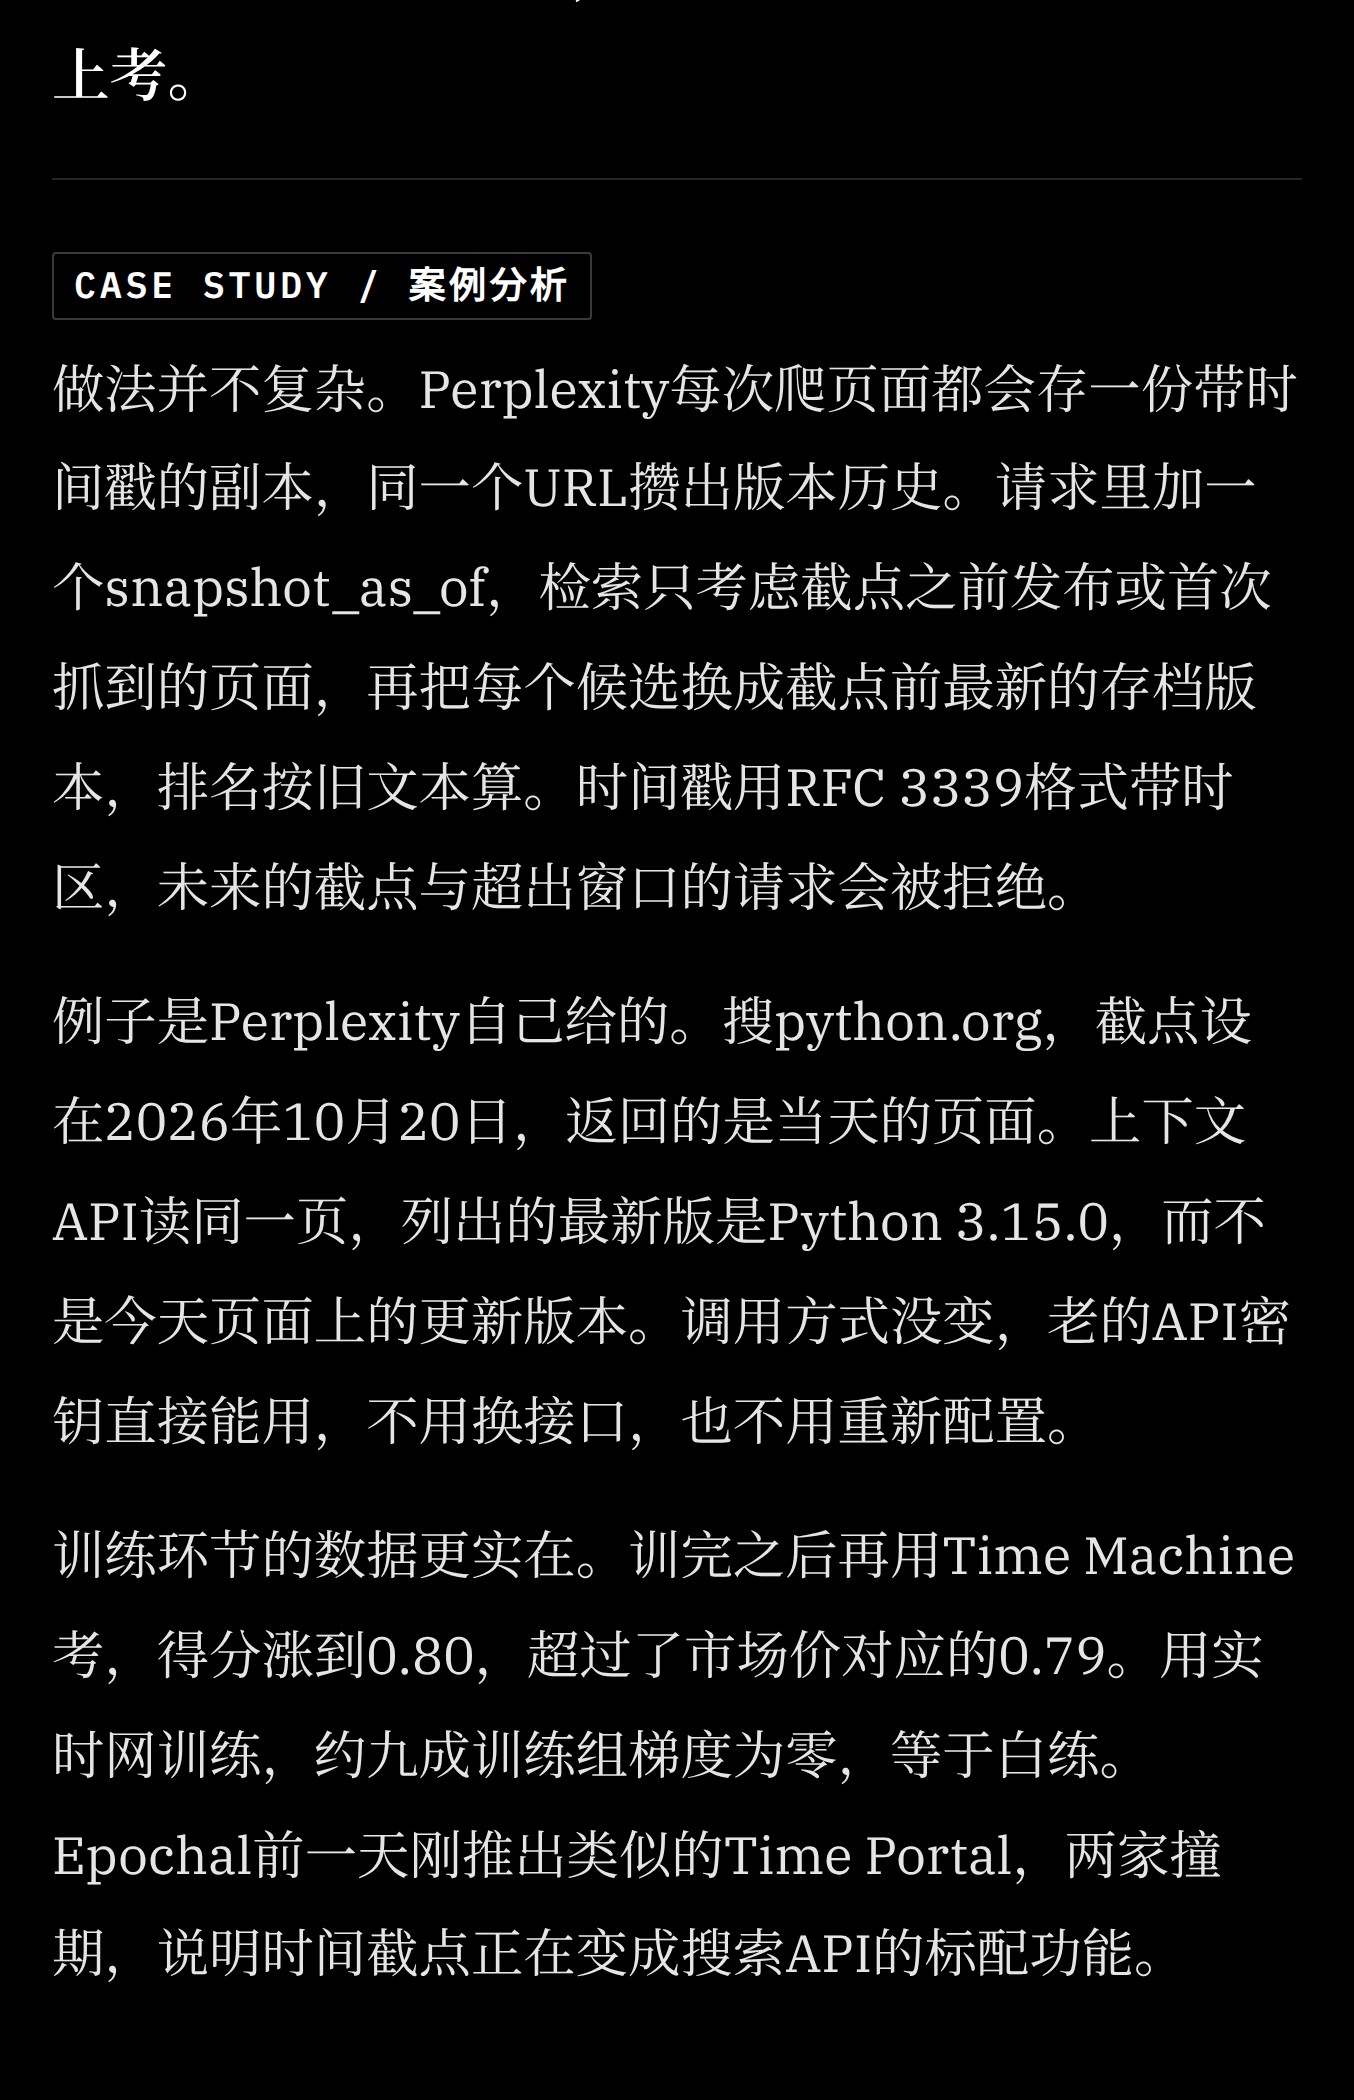 上考。
CASE STUDY / 案例分析
做法并不复杂。Perplexity每次爬页面都会存一份带时
间戳的副本，同一个URL攒出版本历史。请求里加一
个snapshot_as_of，检索只考虑截点之前发布或首次
抓到的页面，再把每个候选换成截点前最新的存档版
本，排名按旧文本算。时间戳用RFC 3339格式带时
区，未来的截点与超出窗口的请求会被拒绝。
例子是Perplexity自己给的。搜python.org，截点设
在2026年10月20日，返回的是当天的页面。上下文
API读同一页，列出的最新版是Python 3.15.0，而不
是今天页面上的更新版本。调用方式没变，老的API密
钥直接能用，不用换接口，也不用重新配置。
训练环节的数据更实在。训完之后再用Time Machine
考，得分涨到0.80，超过了市场价对应的0.79。用实
时网训练，约九成训练组梯度为零，等于白练。
Epochal前一天刚推出类似的Time Portal，两家撞
期，说明时间截点正在变成搜索API的标配功能。